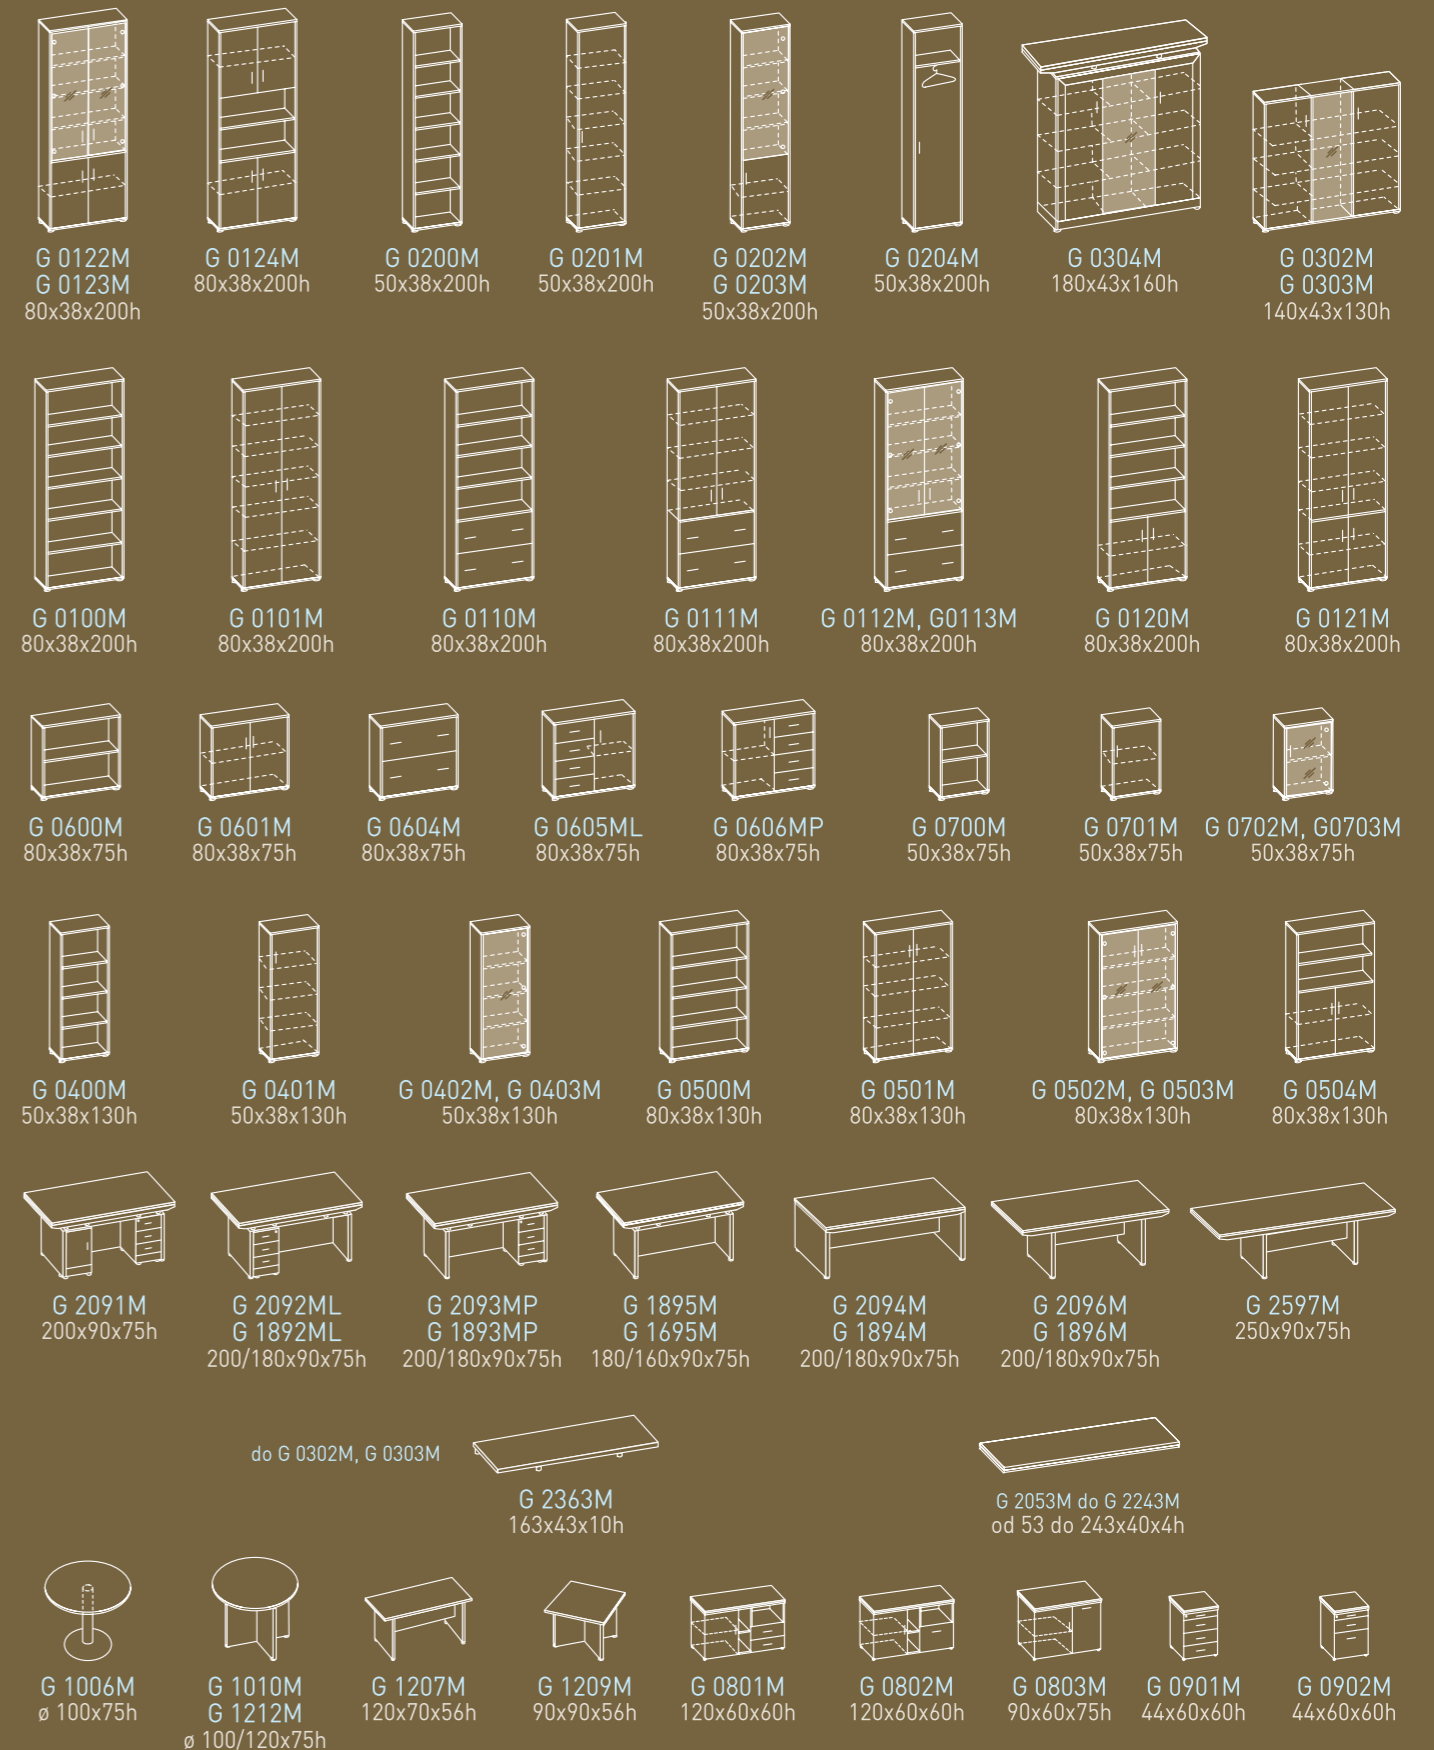 G 0122M
G 0123M
80x38x200h
G 0124M
80x38x200h
G 0200M
50x38x200h
G 0201M
50x38x200h
G 0202M
G 0203M
50x38x200h
G 0204M
50x38x200h
G 0304M
180x43x160h
G 0302M
G 0303M
140x43x130h
G 0100M
80x38x200h
G 0101M
80x38x200h
G 0110M
80x38x200h
G 0111M
80x38x200h
G 0112M, G0113M
80x38x200h
G 0120M
80x38x200h
G 0121M
80x38x200h
G 0600M
80x38x75h
G 0601M
80x38x75h
G 0604M
80x38x75h
G 0605ML
80x38x75h
G 0606MP
80x38x75h
G 0700M
50x38x75h
G 0701M
50x38x75h
G 0702M, G0703M
50x38x75h
G 0400M
50x38x130h
G 0401M
50x38x130h
G 0402M, G 0403M
50x38x130h
G 0500M
80x38x130h
G 0501M
80x38x130h
G 0502M, G 0503M
80x38x130h
G 0504M
80x38x130h
G 2091M
200x90x75h
G 2092ML
G 1892ML
200/180x90x75h
G 2093MP
G 1893MP
200/180x90x75h
G 1895M
G 1695M
180/160x90x75h
G 2094M
G 1894M
200/180x90x75h
G 2096M
G 1896M
200/180x90x75h
G 2597M
250x90x75h
do G 0302M, G 0303M
G 2363M
163x43x10h
G 2053M do G 2243M
od 53 do 243x40x4h
G 1006M
ø 100x75h
G 1010M
G 1212M
ø 100/120x75h
G 1207M
120x70x56h
G 1209M
90x90x56h
G 0801M
120x60x60h
G 0802M
120x60x60h
G 0803M
90x60x75h
G 0901M
44x60x60h
G 0902M
44x60x60h